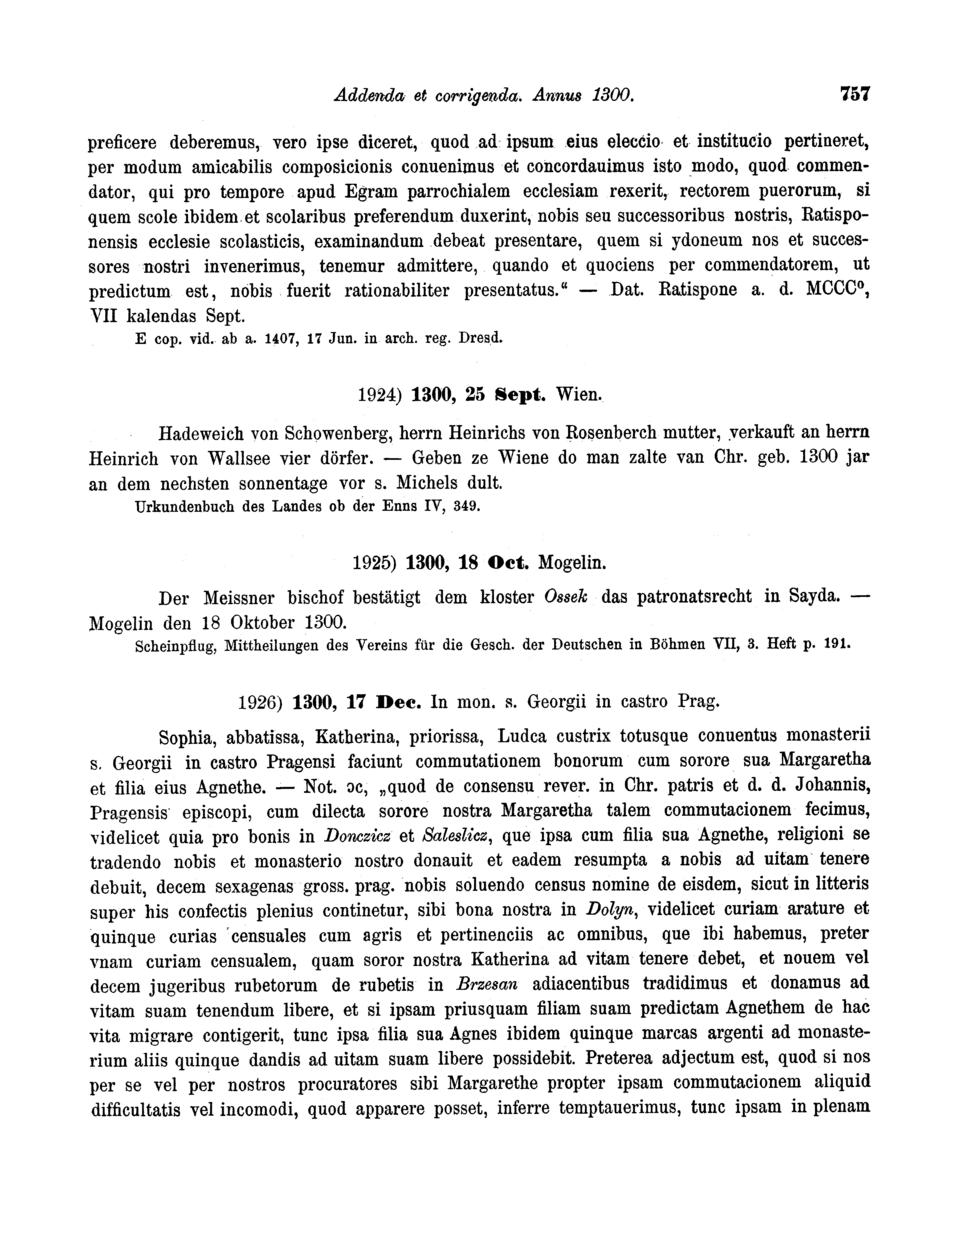 Addenda et corrigenda. Annus 1300. 757
preficere deberemus, vero ipse diceret, quod ad ipsum eius eleccio et institucio pertineret,
per modum amicabilis composicionis conuenimus et concordauimus isto modo, quod commen-
dator, qui pro tempore apud Egram parrochialem ecclesiam rexerit, rectorem puerorum, si
quem scole ibidem et scolaribus preferendum duxerint, nobis seu successoribus nostris, Ratispo-
nensis ecclesie scolasticis, examinandum debeat presentare, quem si ydoneum nos et succes-
sores nostri invenerimus, tenemur admittere, quando et quociens per commendatorem, ut
predictum est, nobis fuerit rationabiliter presentatus.“ — Dat. Ratispone a. d. MCCC⁰,
VII kalendas Sept.
E cop. vid. ab a. 1407, 17 Jun. in arch. reg. Dresd.
1924) 1300, 25 Sept. Wien.
Hadeweich von Schowenberg, herrn Heinrichs von Rosenberch mutter, verkauft an herrn
Heinrich von Wallsee vier dörfer. — Geben ze Wiene do man zalte van Chr. geb. 1300 jar
an dem nechsten sonnentage vor s. Michels dult.
Urkundenbuch des Landes ob der Enns IV, 349.
1925) 1300, 18 Oct. Mogelin.
Der Meissner bischof bestätigt dem kloster Ossek das patronatsrecht in Sayda. —
Mogelin den 18 Oktober 1300.
Scheinpflug, Mittheilungen des Vereins für die Gesch. der Deutschen in Böhmen VII, 3. Heft p. 191.
1926) 1300, 17 Dec. In mon. s. Georgii in castro Prag.
Sophia, abbatissa, Katherina, priorissa, Ludca custrix totusque conuentus monasterii
s. Georgii in castro Pragensi faciunt commutationem bonorum cum sorore sua Margaretha
et filia eius Agnethe. — Not. ɔc, „quod de consensu rever. in Chr. patris et d. d. Johannis,
Pragensis episcopi, cum dilecta sorore nostra Margaretha talem commutacionem fecimus,
videlicet quia pro bonis in Donczicz et Saleslicz, que ipsa cum filia sua Agnethe, religioni se
tradendo nobis et monasterio nostro donauit et eadem resumpta a nobis ad uitam tenere
debuit, decem sexagenas gross. prag. nobis soluendo census nomine de eisdem, sicut in litteris
super his confectis plenius continetur, sibi bona nostra in Dolyn, videlicet curiam arature et
quinque curias censuales cum agris et pertinenciis ac omnibus, que ibi habemus, preter
vnam curiam censualem, quam soror nostra Katherina ad vitam tenere debet, et nouem vel
decem jugeribus rubetorum de rubetis in Brzesan adiacentibus tradidimus et donamus ad
vitam suam tenendum libere, et si ipsam priusquam filiam suam predictam Agnethem de hac
vita migrare contigerit, tunc ipsa filia sua Agnes ibidem quinque marcas argenti ad monaste-
rium aliis quinque dandis ad uitam suam libere possidebit. Preterea adjectum est, quod si nos
per se vel per nostros procuratores sibi Margarethe propter ipsam commutacionem aliquid
difficultatis vel incomodi, quod apparere posset, inferre temptauerimus, tunc ipsam in plenam